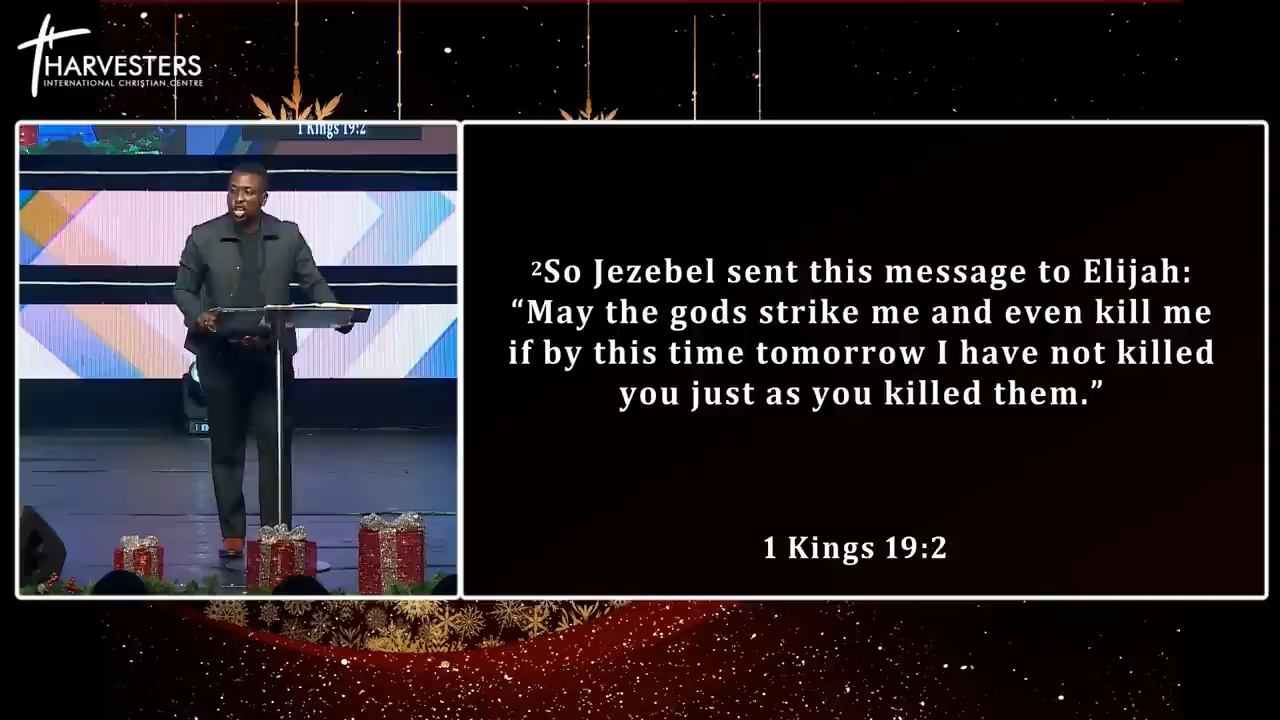 HARVESTERS
INTERNATIONAL CHRISTIAN CENTRE
1 Kings 19:2
²So Jezebel sent this message to Elijah:
“May the gods strike me and even kill me
if by this time tomorrow I have not killed
you just as you killed them.”
1 Kings 19:2